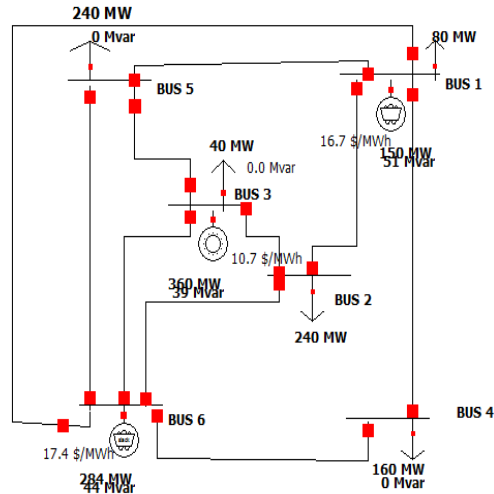 240 MW
0 Mvar
80 MW
BUS 5
BUS 1
16.7 $/MWh
150 MW
51 Mvar
40 MW
0.0 Mvar
BUS 3
10.7 $/MWh
360 MW
39 Mvar
BUS 2
240 MW
BUS 6
BUS 4
17.4 $/MWh
284 MW
44 Mvar
160 MW
0 Mvar